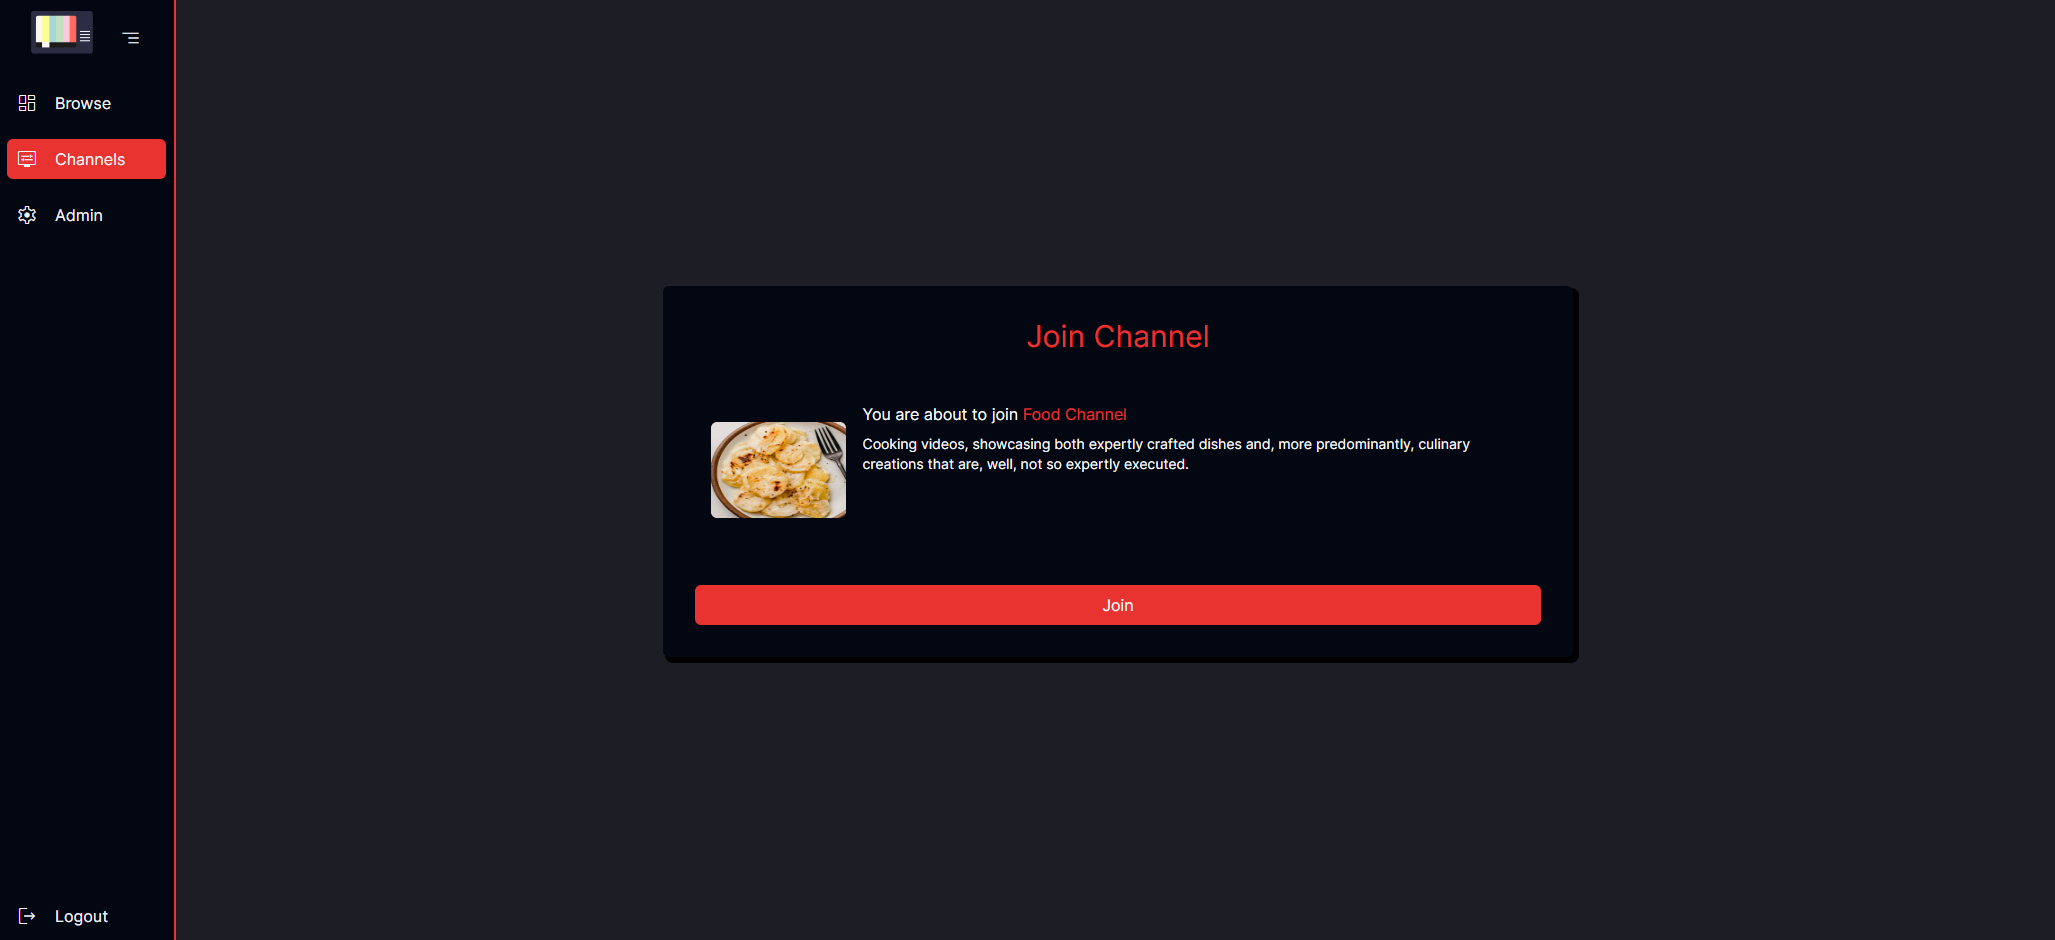 Browse
Channels
Admin
Join Channel
You are about to join Food Channel
Cooking videos, showcasing both expertly crafted dishes and, more predominantly, culinary
creations that are, well, not so expertly executed.
Join
Logout